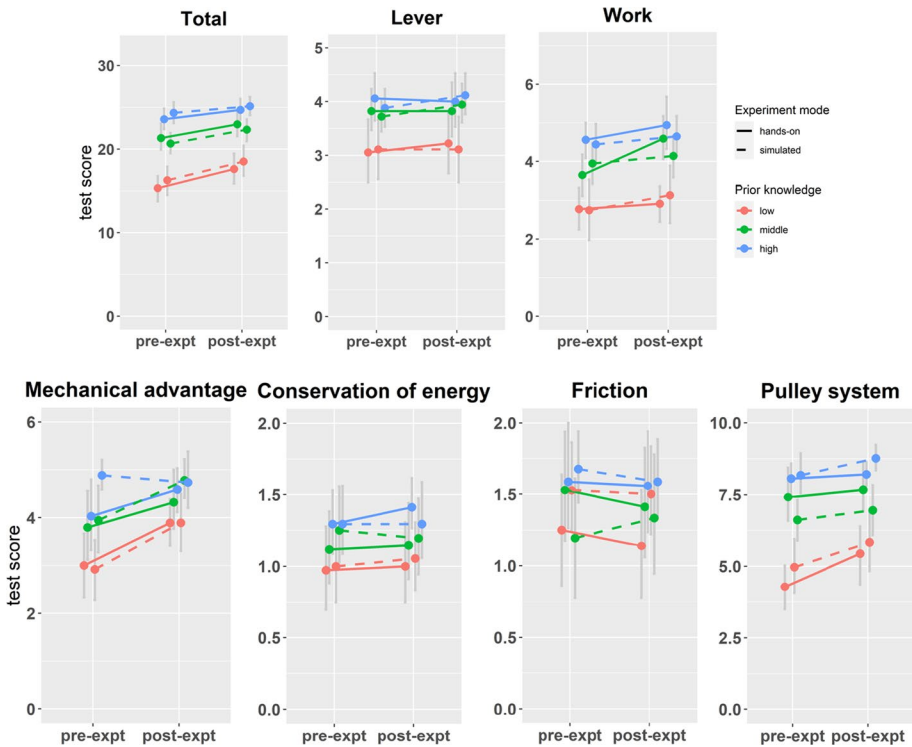 Total
Lever
Work
test score
30
20
10
0
5
4
3
2
1
0
6
4
2
0
pre-expt post-expt
pre-expt post-expt
pre-expt post-expt
Experiment mode
hands-on
simulated
Prior knowledge
low
middle
high
Mechanical advantage
Conservation of energy
Friction
Pulley system
test score
6
4
2
0
2.0
1.5
1.0
0.5
0.0
2.0
1.5
1.0
0.5
0.0
10.0
7.5
5.0
2.5
0.0
pre-expt post-expt
pre-expt post-expt
pre-expt post-expt
pre-expt post-expt